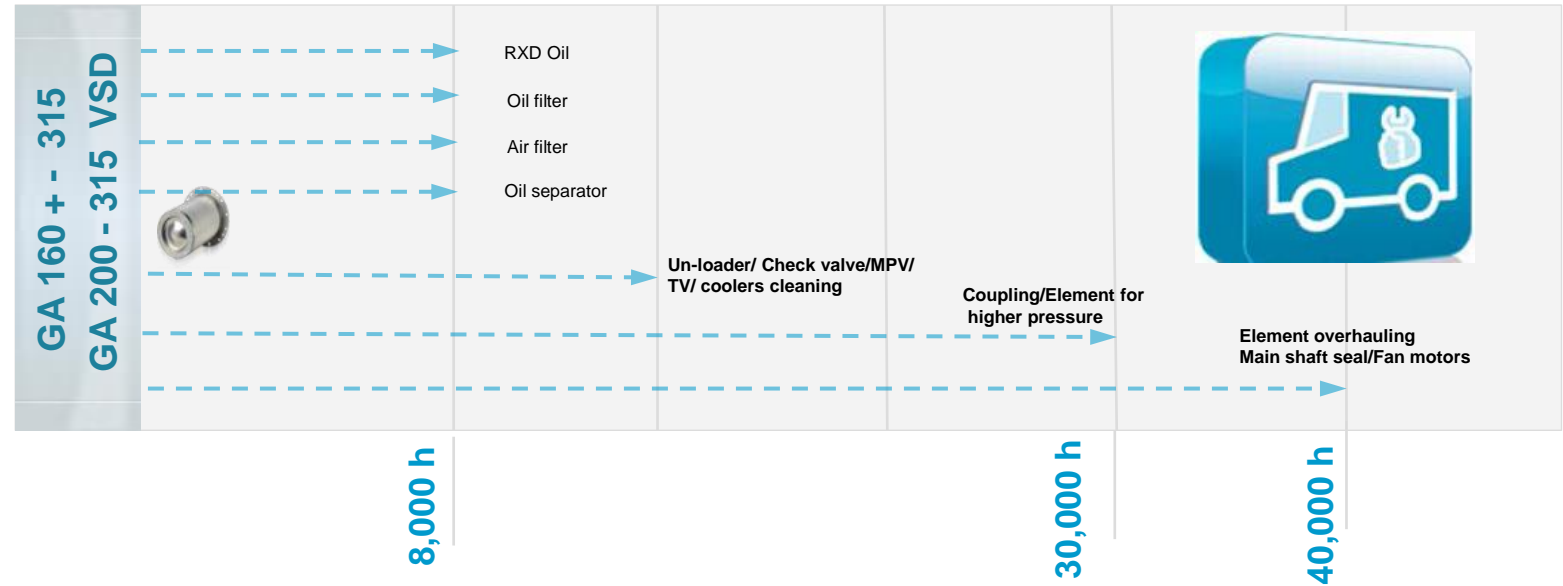 GA 160 + - 315
GA 200 - 315 VSD
RXD Oil
Oil filter
Air filter
Oil separator
Un-loader/ Check valve/MPV/
TV/ coolers cleaning
Coupling/Element for
higher pressure
Element overhauling
Main shaft seal/Fan motors
8,000 h
30,000 h
40,000 h